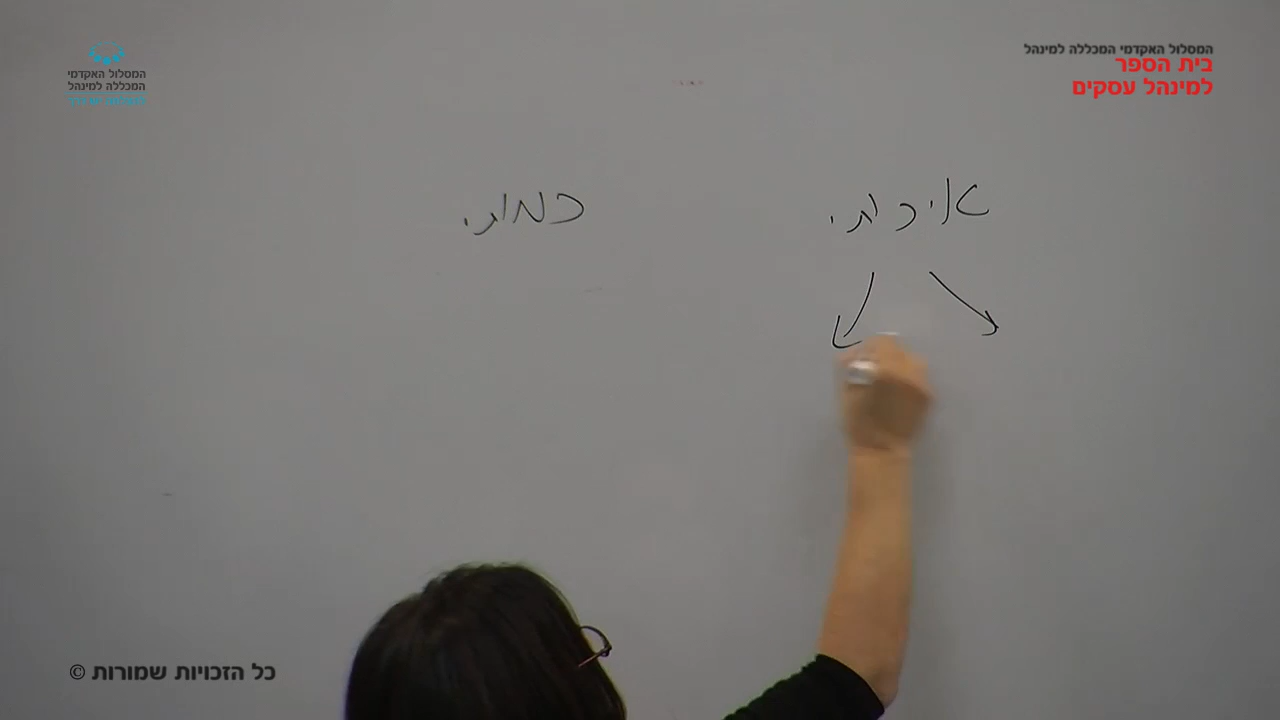 המסלול האקדמי המכללה למינהל
בית הספר
למינהל עסקים
המסלול האקדמי
המכללה למינהל
איכותי
כמותי
כל הזכויות שמורות ©